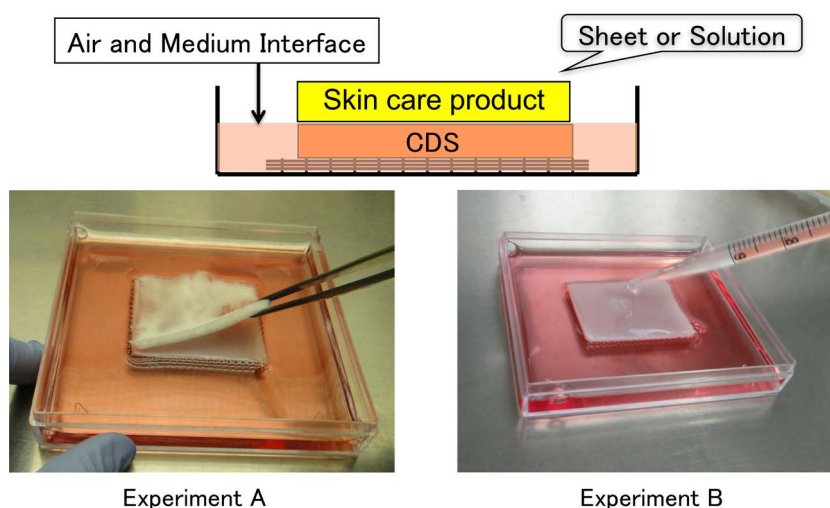 Air and Medium Interface
Sheet or Solution
Skin care product
CDS
Experiment A
Experiment B